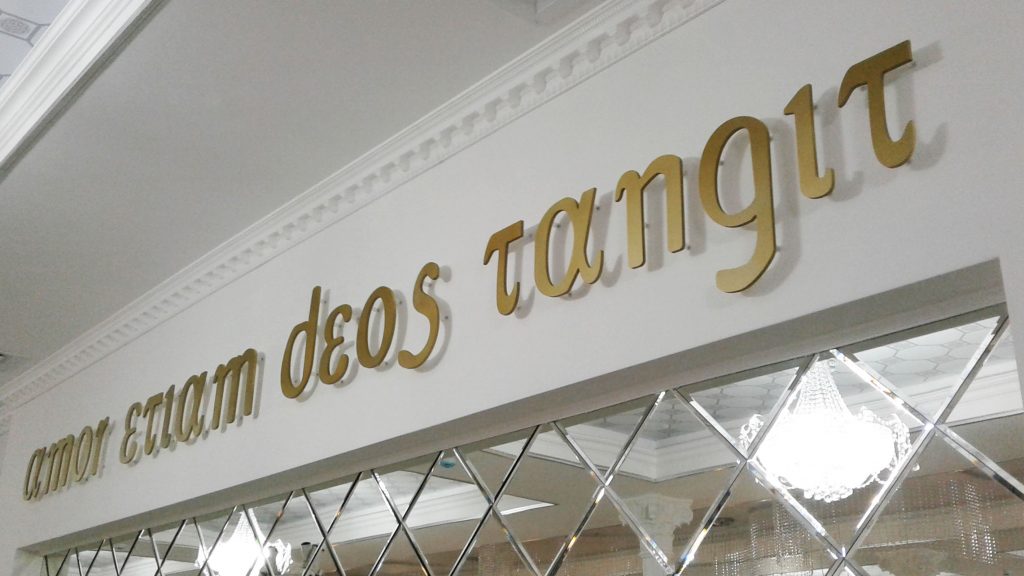 amor etiam deos tangit